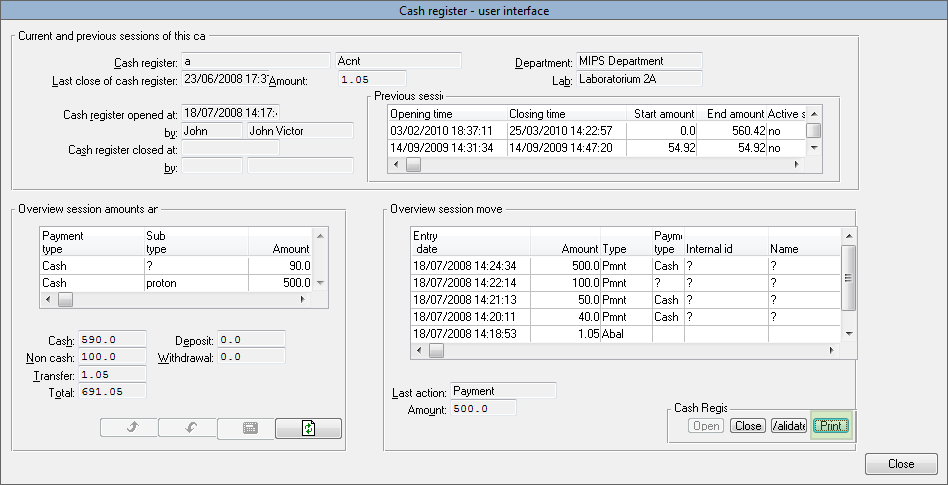 Cash register - user interface
Current and previous sessions of this ca
Cash register: a Acnt Department: MIPS Department
Last close of cash register: 23/06/2008 17:3 Amount: 1.05 Lab: Laboratorium 2A
Cash register opened at: 18/07/2008 14:17:
by: John John Victor
Cash register closed at:
by:
Previous sessi
Opening time Closing time Start amount End amount Active s
03/02/2010 18:37:11 25/03/2010 14:22:57 0.0 560.42 no
14/09/2009 14:31:34 14/09/2009 14:47:20 54.92 54.92 no
Overview session amounts ar
Payment Sub
type type Amount
Cash ? 90.0
Cash proton 500.0
Cash: 590.0 Deposit: 0.0
Non cash: 100.0 Withdrawal: 0.0
Transfer: 1.05
Total: 691.05
Overview session move
Entry Payme
date Amount Type type Internal id Name
18/07/2008 14:24:34 500.0 Pmnt Cash ? ?
18/07/2008 14:22:14 100.0 Pmnt ? ? ?
18/07/2008 14:21:13 50.0 Pmnt Cash ? ?
18/07/2008 14:20:11 40.0 Pmnt Cash ? ?
18/07/2008 14:18:53 1.05 Abal
Last action: Payment
Amount: 500.0
Cash Regis
Open Close /alidate Print
Close